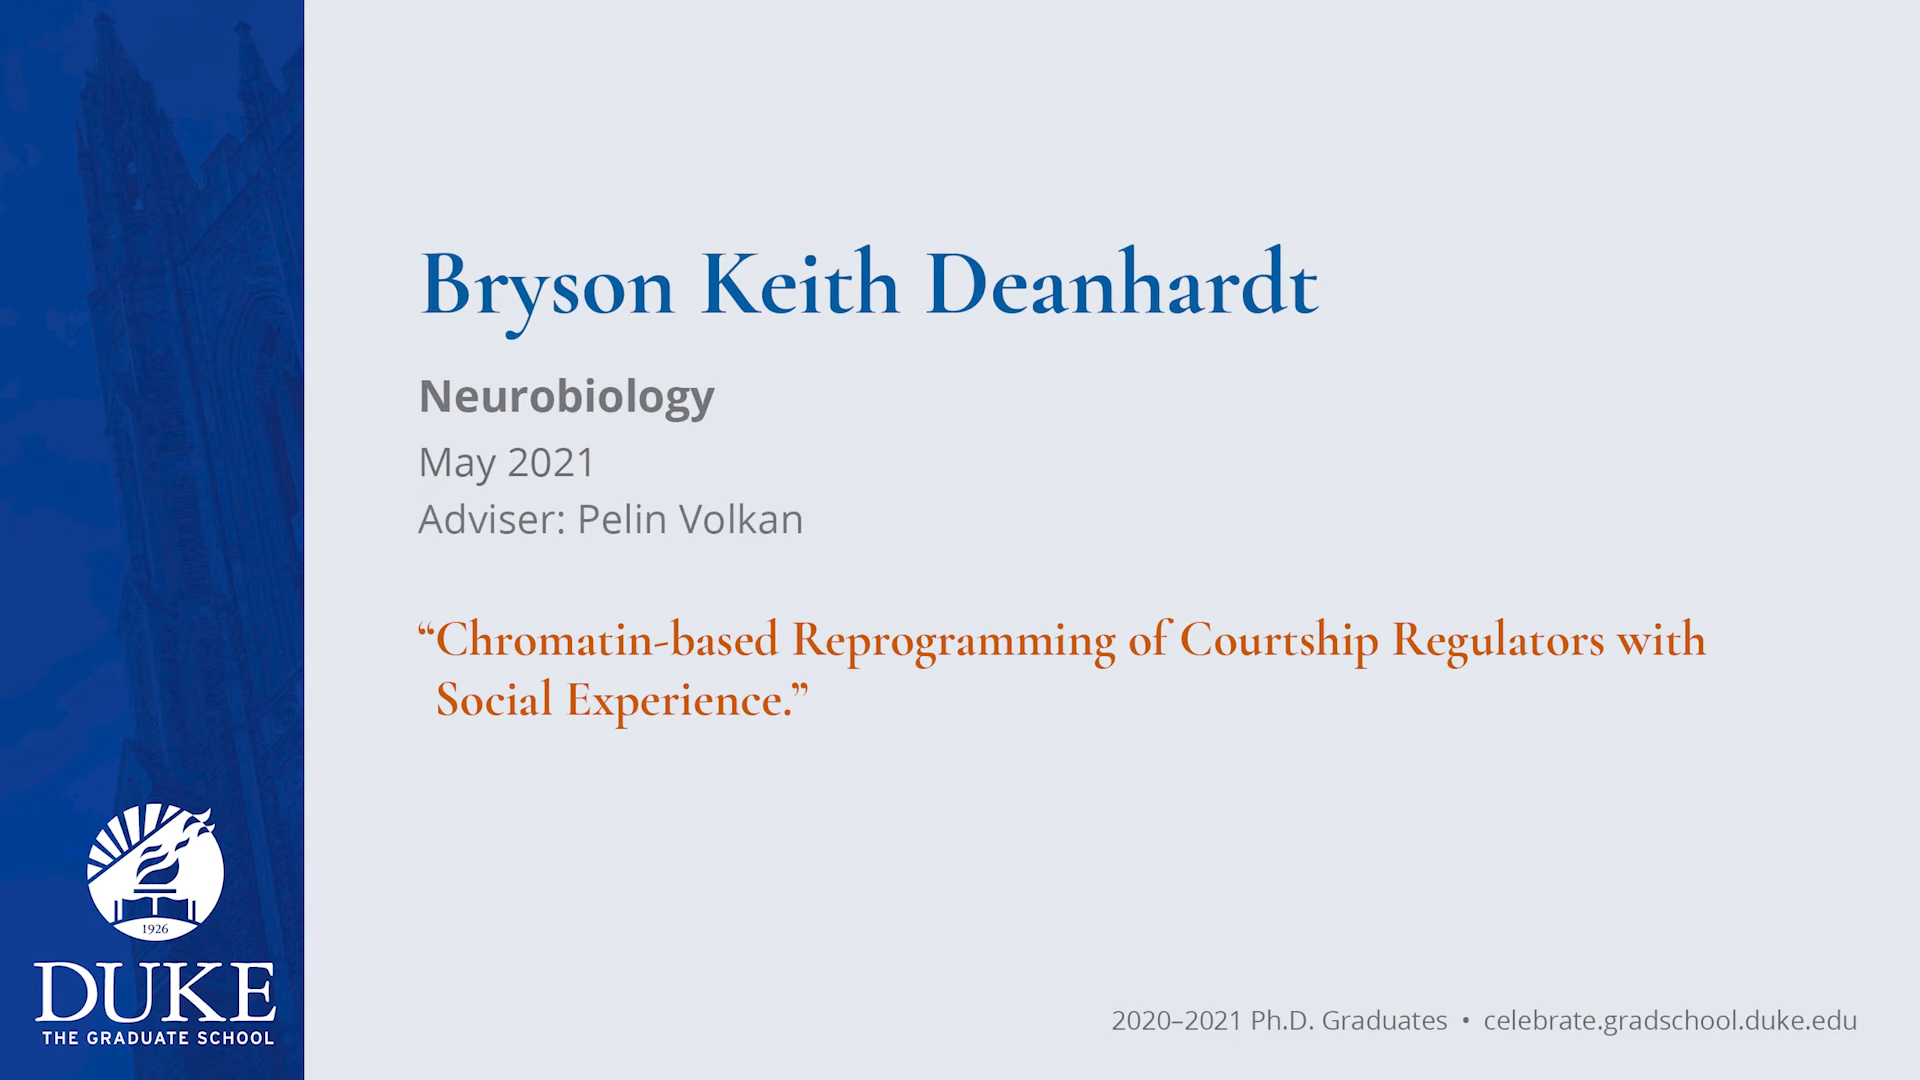 Bryson Keith Deanhardt
Neurobiology
May 2021
Adviser: Pelin Volkan
“Chromatin-based Reprogramming of Courtship Regulators with
Social Experience.”
1926
DUKE
THE GRADUATE SCHOOL
2020–2021 Ph.D. Graduates • celebrate.gradschool.duke.edu